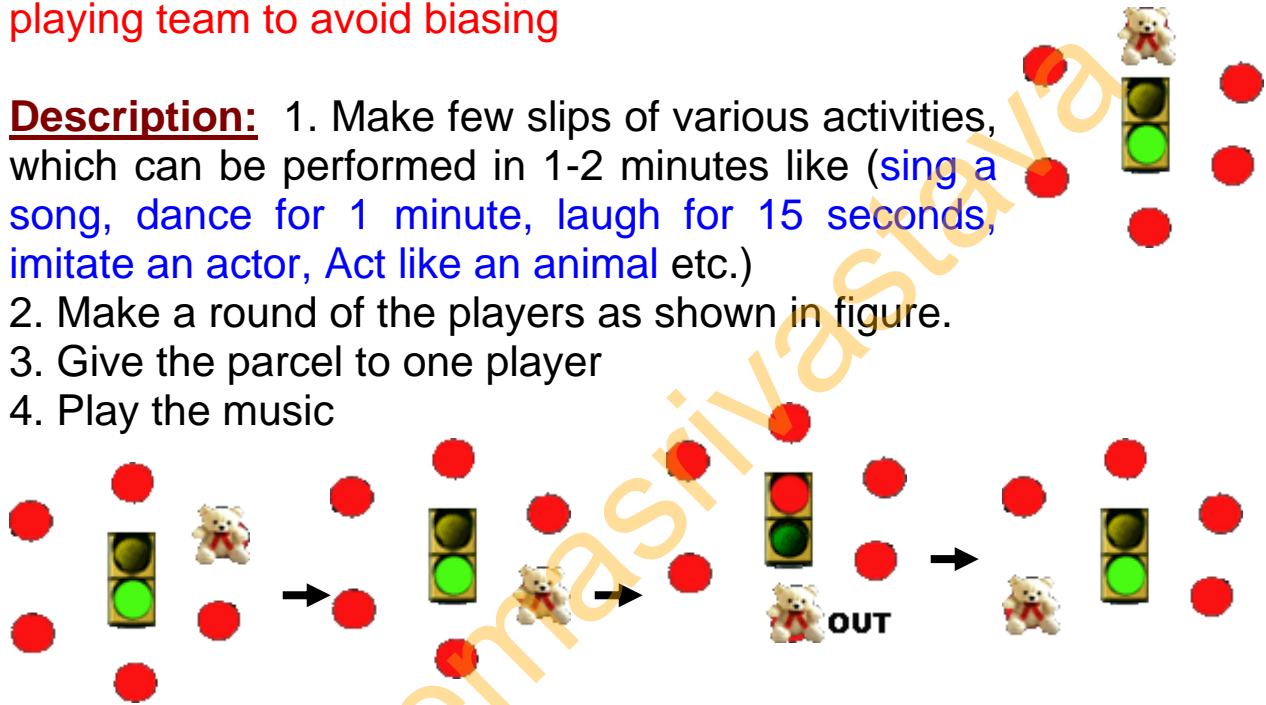 playing team to avoid biasing
Description: 1. Make few slips of various activities,
which can be performed in 1-2 minutes like (sing a
song, dance for 1 minute, laugh for 15 seconds,
imitate an actor, Act like an animal etc.)
2. Make a round of the players as shown in figure.
3. Give the parcel to one player
4. Play the music
OUT
emasrivastava